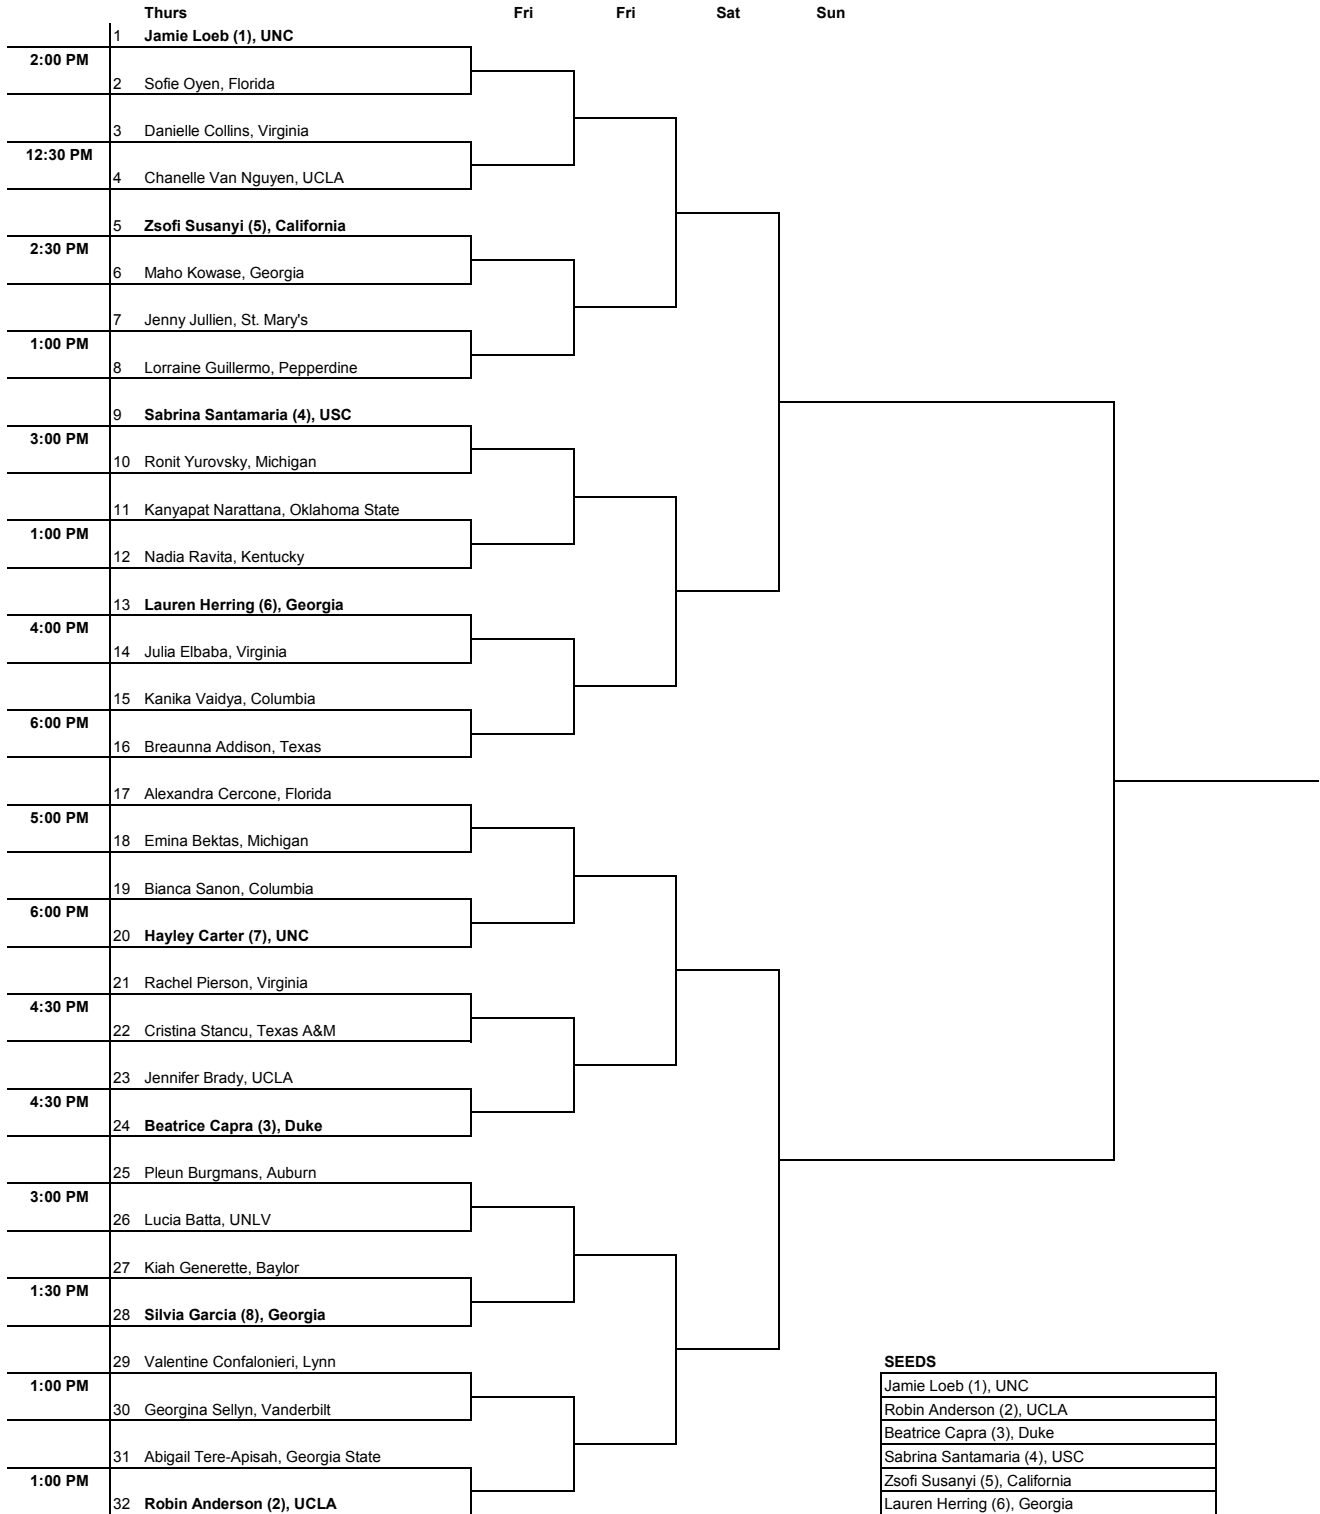 Thurs Fri Fri Sat Sun
1 Jamie Loeb (1), UNC
2:00 PM
2 Sofie Oyen, Florida
3 Danielle Collins, Virginia
12:30 PM
4 Chanelle Van Nguyen, UCLA
5 Zsofi Susanyi (5), California
2:30 PM
6 Maho Kowase, Georgia
7 Jenny Jullien, St. Mary's
1:00 PM
8 Lorraine Guillermo, Pepperdine
9 Sabrina Santamaria (4), USC
3:00 PM
10 Ronit Yurovsky, Michigan
11 Kanyapat Narattana, Oklahoma State
1:00 PM
12 Nadia Ravita, Kentucky
13 Lauren Herring (6), Georgia
4:00 PM
14 Julia Elbaba, Virginia
15 Kanika Vaidya, Columbia
6:00 PM
16 Breaunna Addison, Texas
17 Alexandra Cercone, Florida
5:00 PM
18 Emina Bektas, Michigan
19 Bianca Sanon, Columbia
6:00 PM
20 Hayley Carter (7), UNC
21 Rachel Pierson, Virginia
4:30 PM
22 Cristina Stancu, Texas A&M
23 Jennifer Brady, UCLA
4:30 PM
24 Beatrice Capra (3), Duke
25 Pleun Burgmans, Auburn
3:00 PM
26 Lucia Batta, UNLV
27 Kiah Generette, Baylor
1:30 PM
28 Silvia Garcia (8), Georgia
29 Valentine Confalonieri, Lynn
1:00 PM
30 Georgina Sellyn, Vanderbilt
31 Abigail Tere-Apisah, Georgia State
1:00 PM
32 Robin Anderson (2), UCLA
SEEDS
Jamie Loeb (1), UNC
Robin Anderson (2), UCLA
Beatrice Capra (3), Duke
Sabrina Santamaria (4), USC
Zsofi Susanyi (5), California
Lauren Herring (6), Georgia